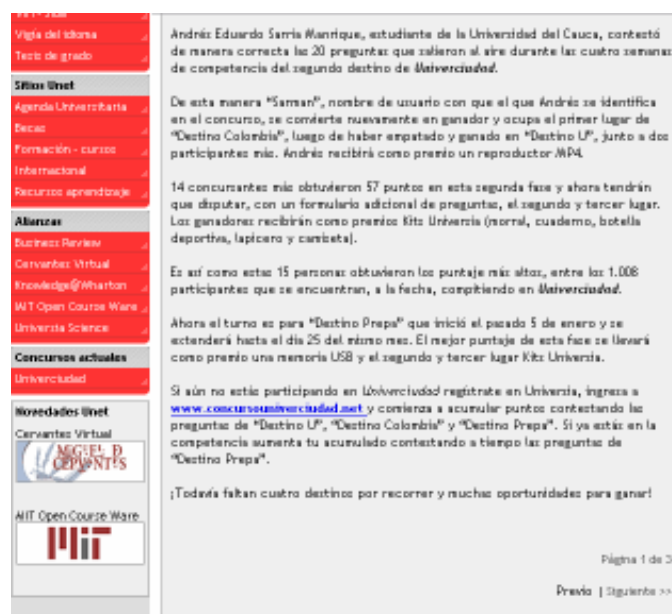 Vigía del idioma
Tesis de grado
Sitios Unet
Agenda Universitaria
Becas
Formación - cursos
Internacional
Recursos aprendizaje
Alianzas
Business Review
Cervantes Virtual
Knowledge@Wharton
MIT Open Course Ware
Universia Science
Concursos actuales
Univerciudad
Novedades Unet
Cervantes Virtual
MIGUEL D.
CERVANTES
MIT Open Course Ware
MIT
Andrés Eduardo Sarria Manrique, estudiante de la Universidad del Cauca, contestó
de manera correcta las 20 preguntas que salieron al aire durante las cuatro semanas
de competencia del segundo destino de Univerciudad.
De esta manera "Sarman", nombre de usuario con que el que Andrés se identifica
en el concurso, se convierte nuevamente en ganador y ocupa el primer lugar de
"Destino Colombia", luego de haber empatado y ganado en "Destino U", junto a dos
participantes más. Andrés recibirá como premio un reproductor MP4.
14 concursantes más obtuvieron 57 puntos en esta segunda fase y ahora tendrán
que disputar, con un formulario adicional de preguntas, el segundo y tercer lugar.
Los ganadores recibirán como premios Kits Universia (morral, cuaderno, botella
deportiva, lapicero y camiseta).
Es así como estas 15 personas obtuvieron los puntaje más altos, entre los 1.008
participantes que se encuentran, a la fecha, compitiendo en Univerciudad.
Ahora el turno es para "Destino Prepa" que inició el pasado 5 de enero y se
extenderá hasta el día 25 del mismo mes. El mejor puntaje de esta fase se llevará
como premio una memoria USB y el segundo y tercer lugar Kits Universia.
Si aún no estás participando en Univerciudad regístrate en Universia, ingresa a
www.concursouniverciudad.net y comienza a acumular puntos contestando las
preguntas de "Destino U", "Destino Colombia" y "Destino Prepa". Si ya estás en la
competencia aumenta tu acumulado contestando a tiempo las preguntas de
"Destino Prepa".
¡Todavía faltan cuatro destinos por recorrer y muchas oportunidades para ganar!
Página 1 de 3
Previo | Siguiente >>